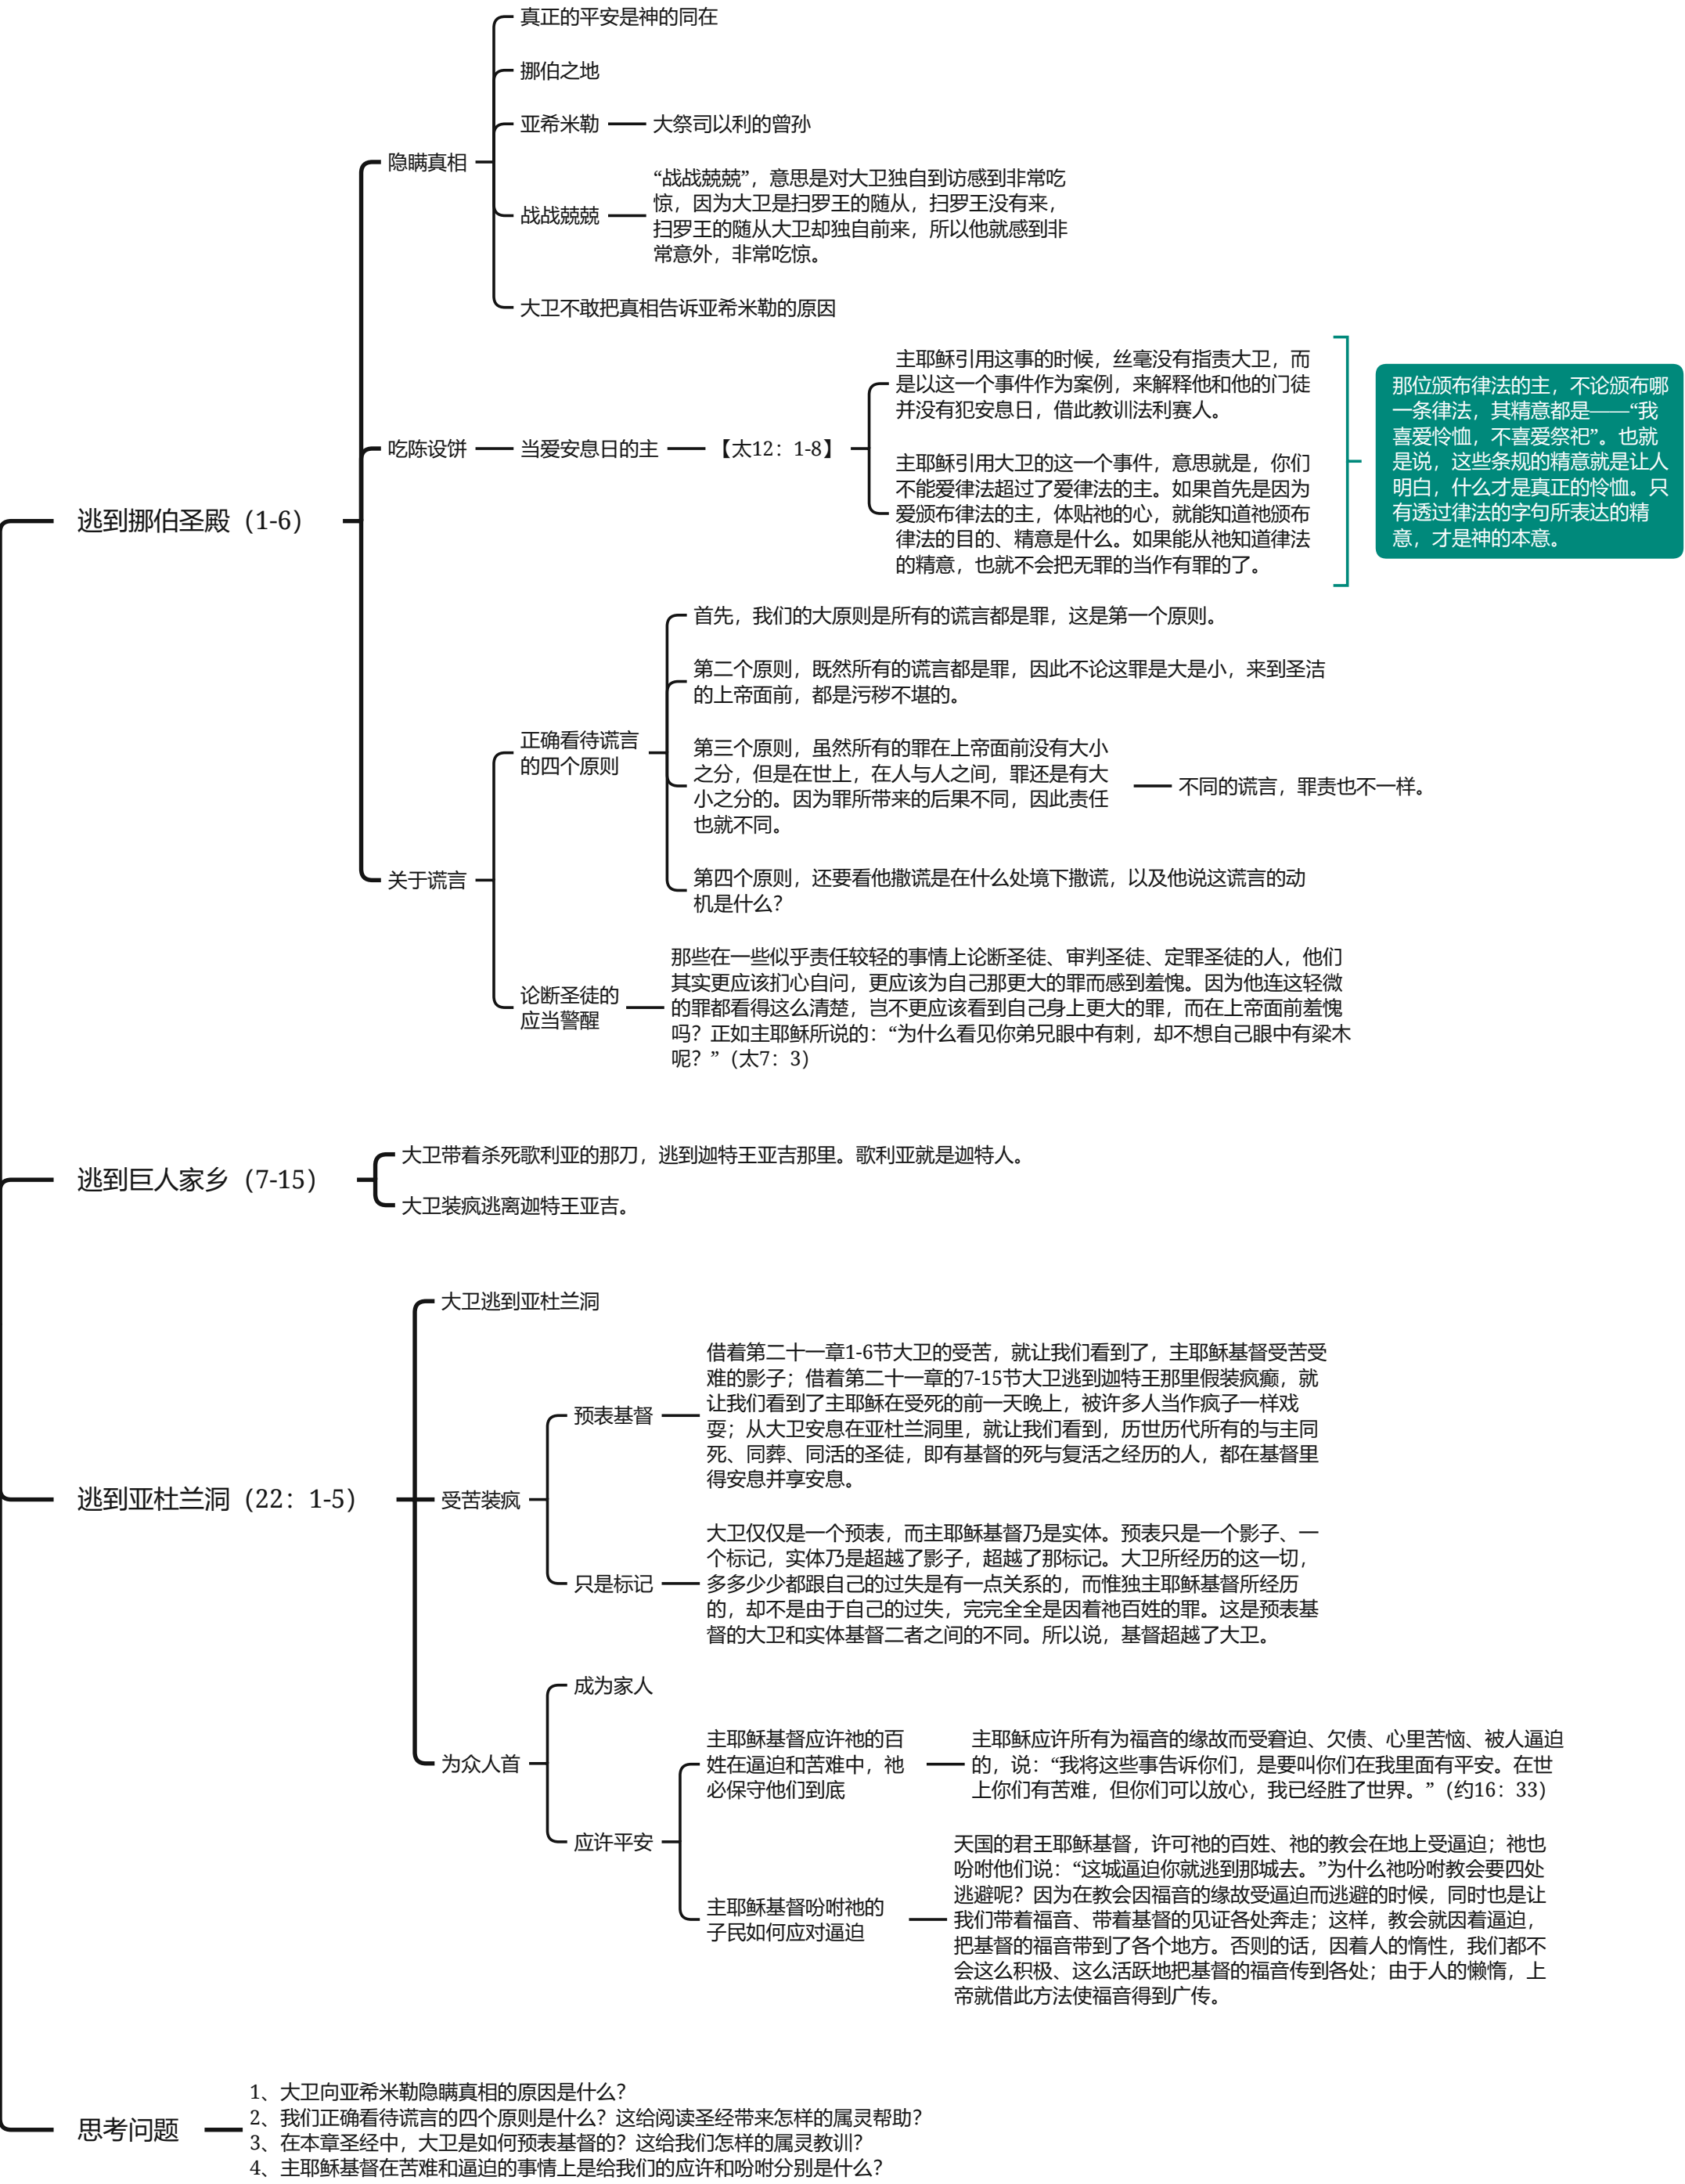 真正的平安是神的同在
挪伯之地
亚希米勒
大祭司以利的曾孙
隐瞒真相
“战战兢兢”，意思是对大卫独自到访感到非常吃
惊，因为大卫是扫罗王的随从，扫罗王没有来，
扫罗王的随从大卫却独自前来，所以他就感到非
常意外，非常吃惊。
战战兢兢
大卫不敢把真相告诉亚希米勒的原因
主耶稣引用这事的时候，丝毫没有指责大卫，而
是以这一个事件作为案例，来解释他和他的门徒
并没有犯安息日，借此教训法利赛人。
那位颁布律法的主，不论颁布哪
一条律法，其精意都是——“我
喜爱怜恤，不喜爱祭祀”。也就
是说，这些条规的精意就是让人
明白，什么才是真正的怜恤。只
有透过律法的字句所表达的精
意，才是神的本意。
吃陈设饼
当爱安息日的主
【太12：1-8】
主耶稣引用大卫的这一个事件，意思就是，你们
不能爱律法超过了爱律法的主。如果首先是因为
爱颁布律法的主，体贴祂的心，就能知道祂颁布
律法的目的、精意是什么。如果能从祂知道律法
的精意，也就不会把无罪的当作有罪的了。
逃到挪伯圣殿（1-6）
首先，我们的大原则是所有的谎言都是罪，这是第一个原则。
第二个原则，既然所有的谎言都是罪，因此不论这罪是大是小，来到圣洁
的上帝面前，都是污秽不堪的。
正确看待谎言
的四个原则
第三个原则，虽然所有的罪在上帝面前没有大小
之分，但是在世上，在人与人之间，罪还是有大
小之分的。因为罪所带来的后果不同，因此责任
也就不同。
不同的谎言，罪责也不一样。
第四个原则，还要看他撒谎是在什么处境下撒谎，以及他说这谎言的动
机是什么？
关于谎言
那些在一些似乎责任较轻的事情上论断圣徒、审判圣徒、定罪圣徒的人，他们
其实更应该扪心自问，更应该为自己那更大的罪而感到羞愧。因为他连这轻微
的罪都看得这么清楚，岂不更应该看到自己身上更大的罪，而在上帝面前羞愧
吗？正如主耶稣所说的：“为什么看见你弟兄眼中有刺，却不想自己眼中有梁木
呢？”（太7：3）
论断圣徒的
应当警醒
大卫带着杀死歌利亚的那刀，逃到迦特王亚吉那里。歌利亚就是迦特人。
逃到巨人家乡（7-15）
大卫装疯逃离迦特王亚吉。
大卫逃到亚杜兰洞
借着第二十一章1-6节大卫的受苦，就让我们看到了，主耶稣基督受苦受
难的影子；借着第二十一章的7-15节大卫逃到迦特王那里假装疯癫，就
让我们看到了主耶稣在受死的前一天晚上，被许多人当作疯子一样戏
耍；从大卫安息在亚杜兰洞里，就让我们看到，历世历代所有的与主同
死、同葬、同活的圣徒，即有基督的死与复活之经历的人，都在基督里
得安息并享安息。
预表基督
逃到亚杜兰洞（22：1-5）
受苦装疯
大卫仅仅是一个预表，而主耶稣基督乃是实体。预表只是一个影子、一
个标记，实体乃是超越了影子，超越了那标记。大卫所经历的这一切，
多多少少都跟自己的过失是有一点关系的，而惟独主耶稣基督所经历
的，却不是由于自己的过失，完完全全是因着祂百姓的罪。这是预表基
督的大卫和实体基督二者之间的不同。所以说，基督超越了大卫。
只是标记
成为家人
为众人首
主耶稣基督应许祂的百
姓在逼迫和苦难中，祂
必保守他们到底
主耶稣应许所有为福音的缘故而受窘迫、欠债、心里苦恼、被人逼迫
的，说：“我将这些事告诉你们，是要叫你们在我里面有平安。在世
上你们有苦难，但你们可以放心，我已经胜了世界。”（约16：33）
应许平安
主耶稣基督吩咐祂的
子民如何应对逼迫
天国的君王耶稣基督，许可祂的百姓、祂的教会在地上受逼迫；祂也
吩咐他们说：“这城逼迫你就逃到那城去。”为什么祂吩咐教会要四处
逃避呢？因为在教会因福音的缘故受逼迫而逃避的时候，同时也是让
我们带着福音、带着基督的见证各处奔走；这样，教会就因着逼迫，
把基督的福音带到了各个地方。否则的话，因着人的惰性，我们都不
会这么积极、这么活跃地把基督的福音传到各处；由于人的懒惰，上
帝就借此方法使福音得到广传。
思考问题
1、大卫向亚希米勒隐瞒真相的原因是什么？
2、我们正确看待谎言的四个原则是什么？这给阅读圣经带来怎样的属灵帮助？
3、在本章圣经中，大卫是如何预表基督的？这给我们怎样的属灵教训？
4、主耶稣基督在苦难和逼迫的事情上是给我们的应许和吩咐分别是什么？